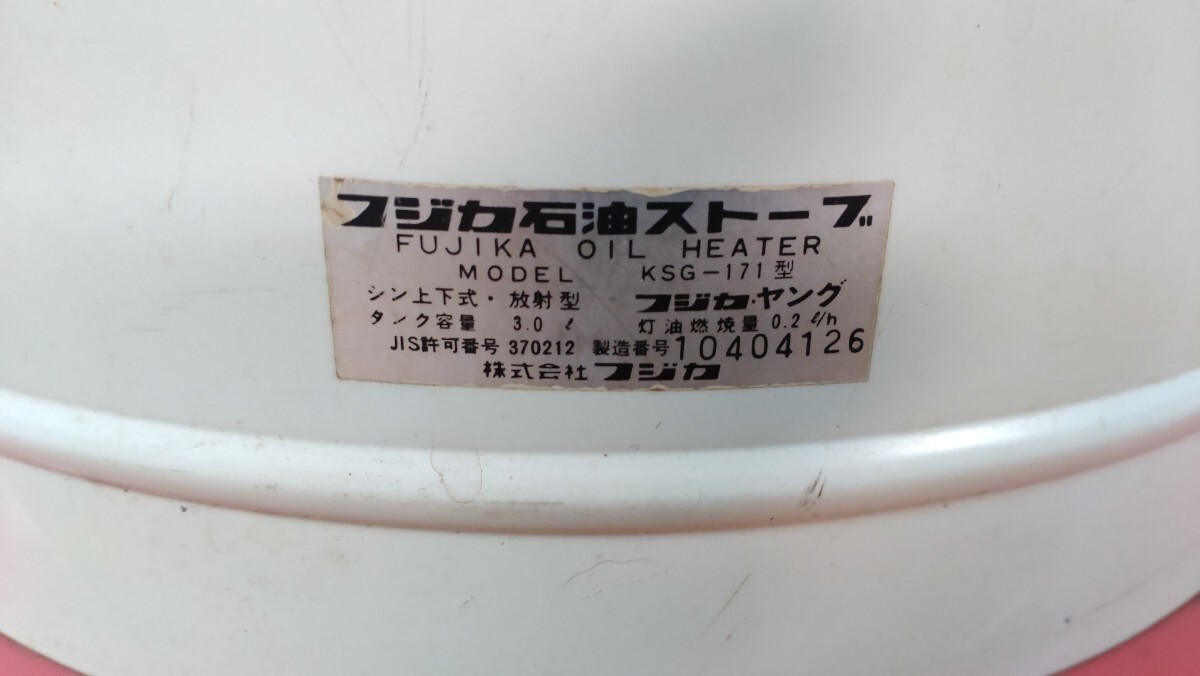 フジカ石油ストーブ
FUJIKA OIL HEATER
MODEL KSG-171型
シン上下式・放射型 フジカ・ヤング
タンク容量 3.0 ℓ 灯油燃焼量 0.2 ℓ/h
JIS許可番号 370212 製造番号 10404126
株式会社 フジカ